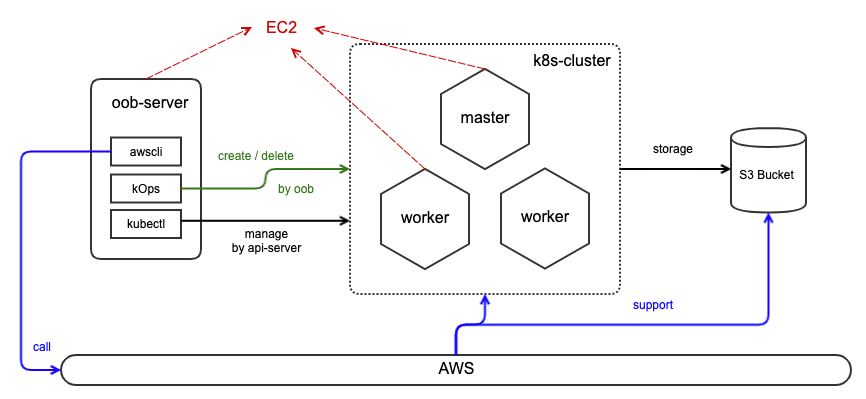 EC2
k8s-cluster
oob-server
master
awscli
create / delete
storage
kOps
by oob
S3 Bucket
kubectl
worker
worker
manage
by api-server
support
call
AWS